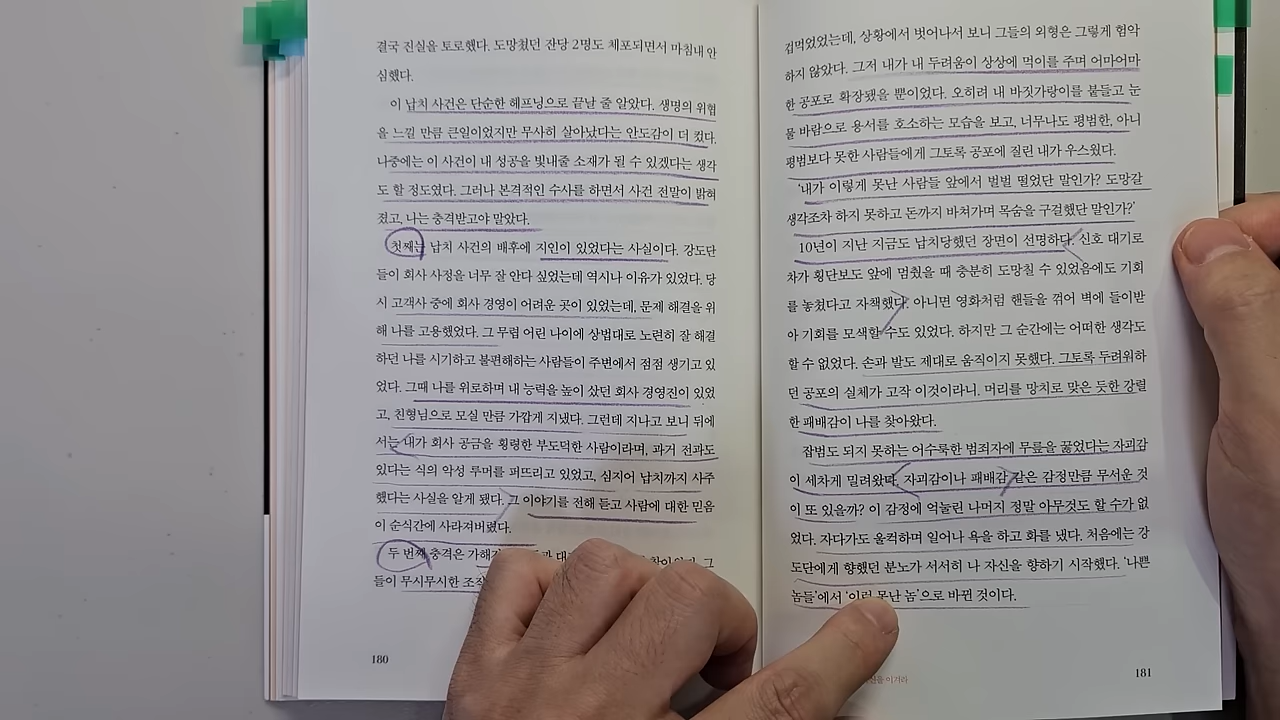 결국 진실을 토로했다. 도망쳤던 잔당 2명도 체포되면서 마침내 안
심했다.
이 납치 사건은 단순한 해프닝으로 끝날 줄 알았다. 생명의 위협
을 느낄 만큼 큰일이었지만 무사히 살아났다는 안도감이 더 컸다.
나중에는 이 사건이 내 성공을 빛내줄 소재가 될 수 있겠다는 생각
도 할 정도였다. 그러나 본격적인 수사를 하면서 사건 전말이 밝혀
졌고, 나는 충격받고야 말았다.
첫째는 납치 사건의 배후에 지인이 있었다는 사실이다. 강도단
들이 회사 사정을 너무 잘 안다 싶었는데 역시나 이유가 있었다. 당
시 고객사 중에 회사 경영이 어려운 곳이 있었는데, 문제 해결을 위
해 나를 고용했었다. 그 무렵 어린 나이에 상법대로 노련히 잘 해결
하던 나를 시기하고 불편해하는 사람들이 주변에서 점점 생기고 있
었다. 그때 나를 위로하며 내 능력을 높이 샀던 회사 경영진이 있었
고, 친형님으로 모실 만큼 가깝게 지냈다. 그런데 지나고 보니 뒤에
서는 내가 회사 공금을 횡령한 부도덕한 사람이라며, 과거 전과도
있다는 식의 악성 루머를 퍼뜨리고 있었고, 심지어 납치까지 사주
했다는 사실을 알게 됐다. 그 이야기를 전해 듣고 사람에 대한 믿음
이 순식간에 사라져버렸다.
두 번째 충격은 그
들이 무시무시한
180
겁먹었었는데, 상황에서 벗어나서 보니 그들의 외형은 그렇게 험악
하지 않았다. 그저 내가 내 두려움이 상상에 먹이를 주며 어마어마
한 공포로 확장됐을 뿐이었다. 오히려 내 바짓가랑이를 붙들고 눈
물 바람으로 용서를 호소하는 모습을 보고, 너무나도 평범한, 아니
평범보다 못한 사람들에게 그토록 공포에 질린 내가 우스웠다.
'내가 이렇게 못난 사람들 앞에서 벌벌 떨었단 말인가? 도망갈
생각조차 하지 못하고 돈까지 바쳐가며 목숨을 구걸했단 말인가?'
10년이 지난 지금도 납치당했던 장면이 선명하다. 신호 대기로
차가 횡단보도 앞에 멈췄을 때 충분히 도망칠 수 있었음에도 기회
를 놓쳤다고 자책했다. 아니면 영화처럼 핸들을 꺾어 벽에 들이받
아 기회를 모색할 수도 있었다. 하지만 그 순간에는 어떠한 생각도
할 수 없었다. 손과 발도 제대로 움직이지 못했다. 그토록 두려워하
던 공포의 실체가 고작 이것이라니. 머리를 망치로 맞은 듯한 강렬
한 패배감이 나를 찾아왔다.
잡범도 되지 못하는 어수룩한 범죄자에 무릎을 꿇었다는 자괴감
이 세차게 밀려왔다. 자괴감이나 패배감 같은 감정만큼 무서운 것
이 또 있을까? 이 감정에 억눌린 나머지 정말 아무것도 할 수가 없
었다. 자다가도 울컥하며 일어나 욕을 하고 화를 냈다. 처음에는 강
도단에게 향했던 분노가 서서히 나 자신을 향하기 시작했다. '나쁜
놈들'에서 '이런 못난 놈'으로 바뀐 것이다.
이겨라
181